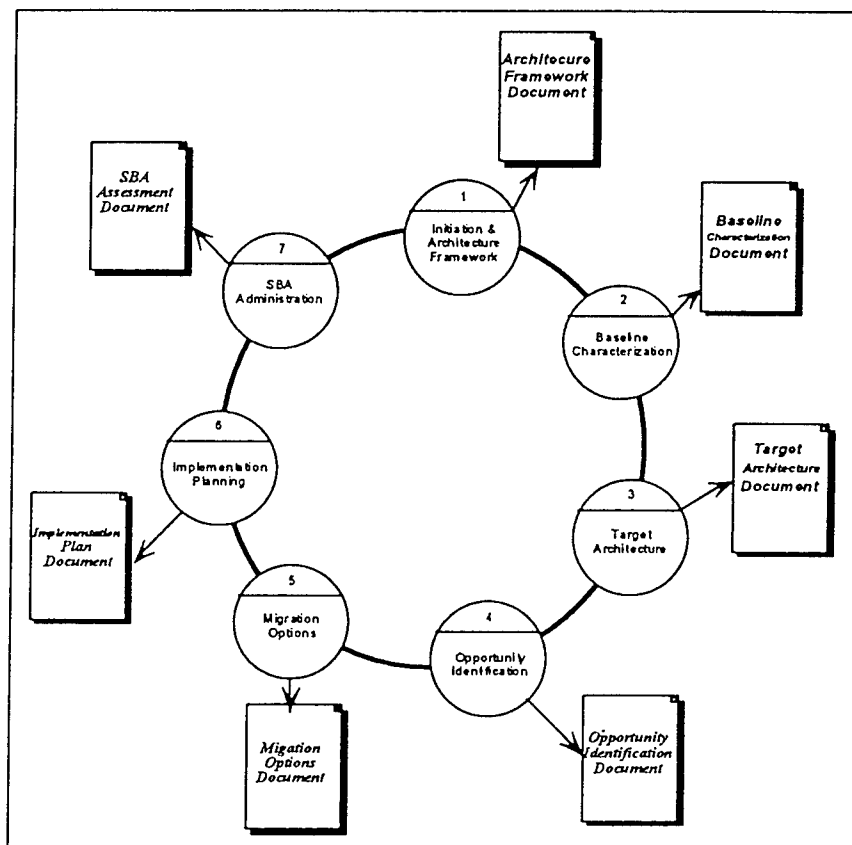 Architecure
Framework
Document
SBA
Assessment
Document
1
Initiation &
Architecture
Framework
Baseline
Characterization
Document
7
SBA
Administration
2
Baseline
Characterization
6
Implementation
Planning
Target
Architecture
Document
3
Target
Architecture
Implementation
Plan
Document
5
Migration
Options
4
Opportunity
Identification
Migation
Options
Document
Opportunity
Identification
Document